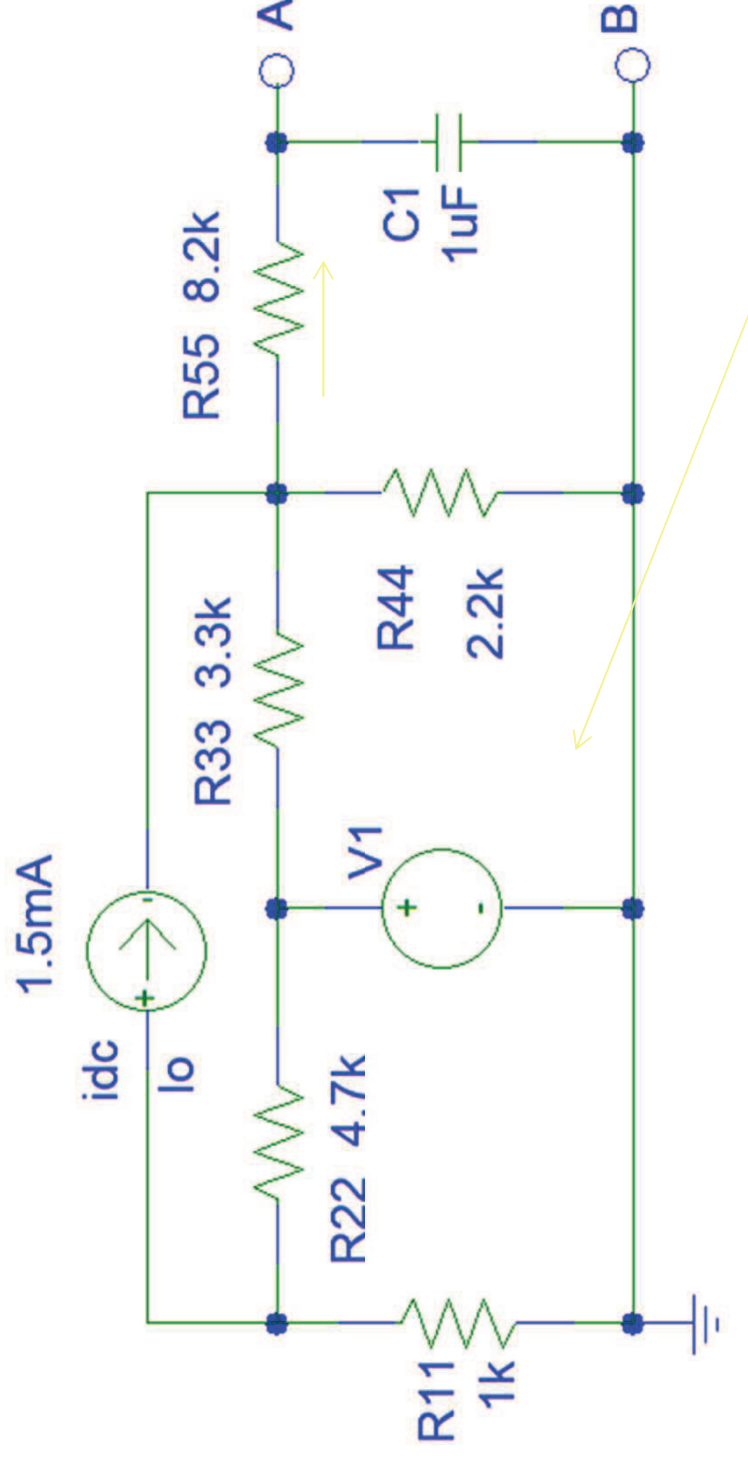 1.5mA
idc
Io
R22 4.7k
R33 3.3k
R55 8.2k
A
R11
1k
V1
R44
2.2k
C1
1uF
B
+
-
+
-